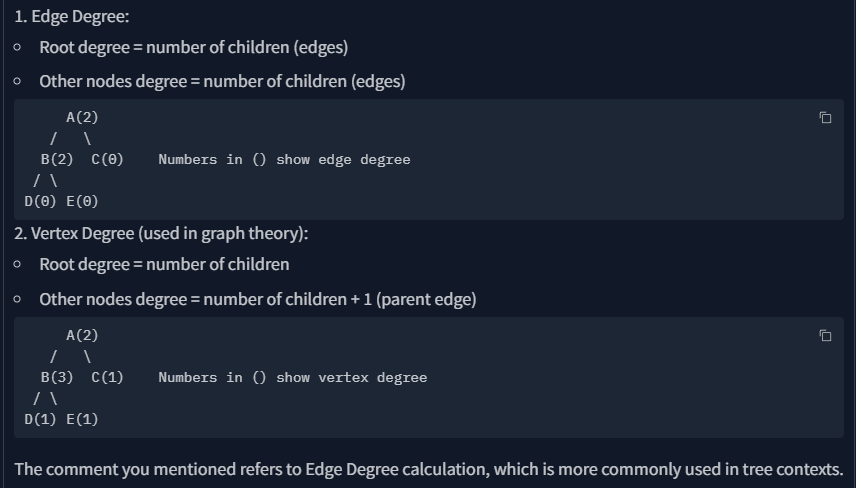 1. Edge Degree:
○ Root degree = number of children (edges)
○ Other nodes degree = number of children (edges)
     A(2)
   /   \
  B(2)  C(0)    Numbers in () show edge degree
 / \
D(0) E(0)
2. Vertex Degree (used in graph theory):
○ Root degree = number of children
○ Other nodes degree = number of children + 1 (parent edge)
     A(2)
   /   \
  B(3)  C(1)    Numbers in () show vertex degree
 / \
D(1) E(1)
The comment you mentioned refers to Edge Degree calculation, which is more commonly used in tree contexts.